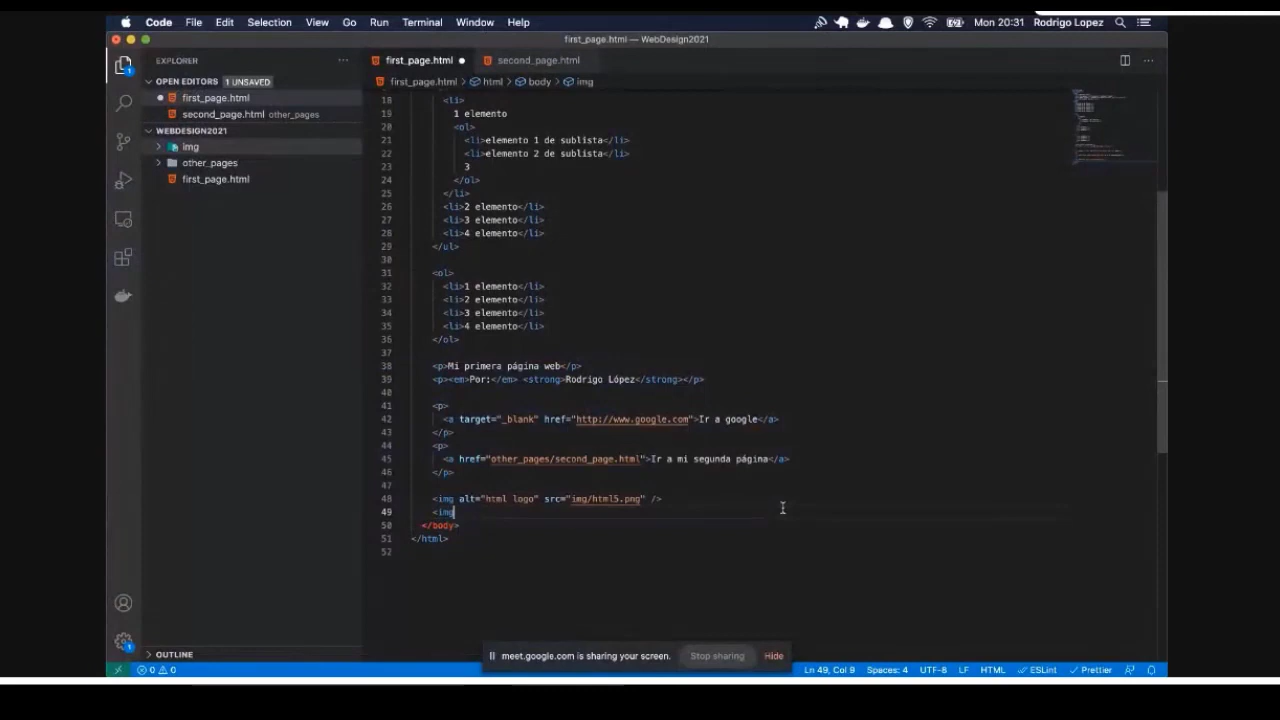 Code File Edit Selection View Go Run Terminal Window Help Mon 20:31 Rodrigo Lopez
first_page.html — WebDesign2021
EXPLORER
first_page.html
second_page.html
OPEN EDITORS 1 UNSAVED
first_page.html > html > body > img
first_page.html
second_page.html other_pages
WEBDESIGN2021
img
other_pages
first_page.html
18 <li>
19 1 elemento
20 <ol>
21 <li>elemento 1 de sublista</li>
22 <li>elemento 2 de sublista</li>
23 3
24 </ol>
25 </li>
26 <li>2 elemento</li>
27 <li>3 elemento</li>
28 <li>4 elemento</li>
29 </ul>
30
31 <ol>
32 <li>1 elemento</li>
33 <li>2 elemento</li>
34 <li>3 elemento</li>
35 <li>4 elemento</li>
36 </ol>
37
38 <p>Mi primera página web</p>
39 <p><em>Por:</em> <strong>Rodrigo López</strong></p>
40
41 <p>
42 <a target="_blank" href="http://www.google.com">Ir a google</a>
43 </p>
44 <p>
45 <a href="other_pages/second_page.html">Ir a mi segunda página</a>
46 </p>
47
48 <img alt="html logo" src="img/html5.png" />
49 <img
50 </body>
51 </html>
52
OUTLINE
meet.google.com is sharing your screen. Stop sharing Hide
0 0 Ln 49, Col 9 Spaces: 4 UTF-8 LF HTML ESLint Prettier